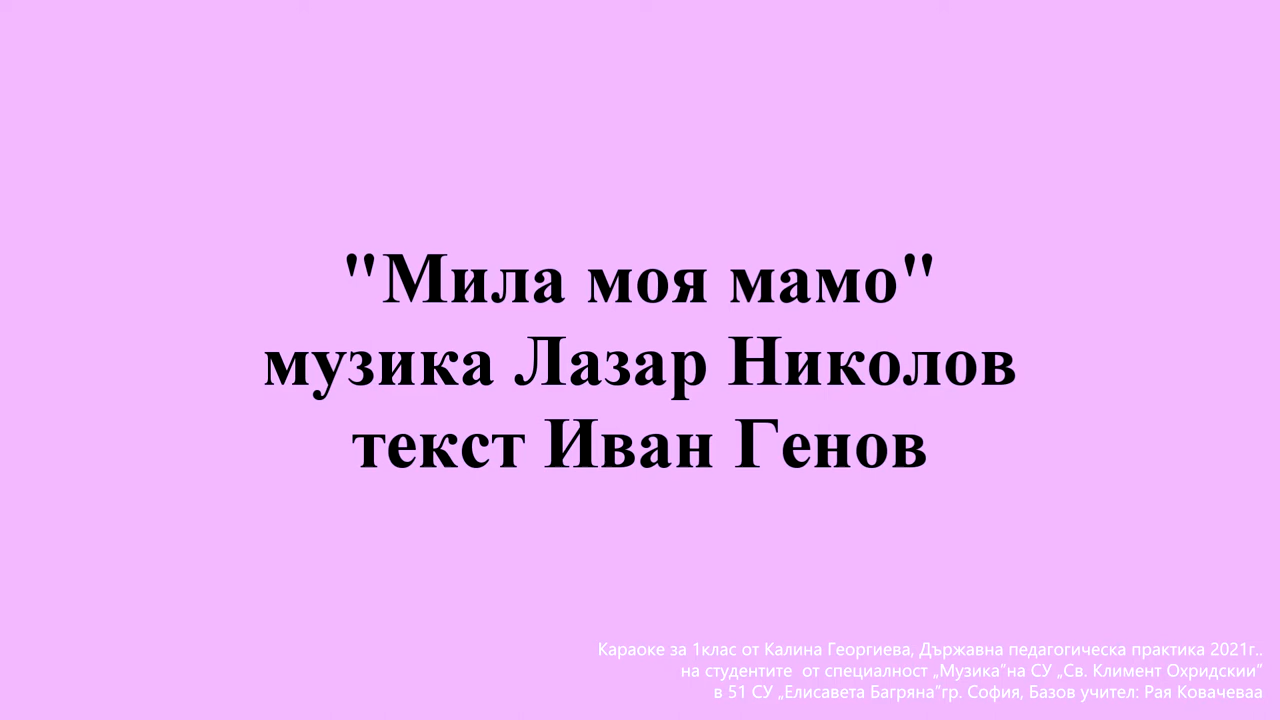 "Мила моя мамо"
музика Лазар Николов
текст Иван Генов
Караоке за 1клас от Калина Георгиева, Държавна педагогическа практика 2021г..
на студентите  от специалност „Музика”на СУ „Св. Климент Охридскии”
в 51 СУ „Елисавета Багряна”гр. София, Базов учител: Рая Ковачеваа